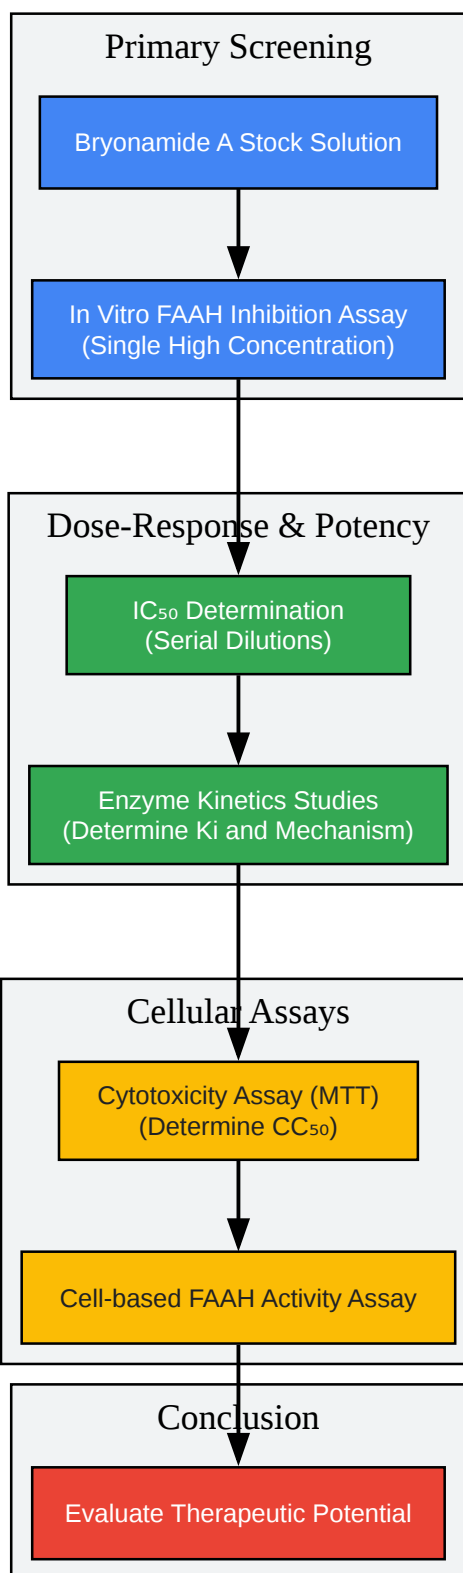 Primary Screening
Bryonamide A Stock Solution
In Vitro FAAH Inhibition Assay
(Single High Concentration)
Dose-Response & Potency
IC₅₀ Determination
(Serial Dilutions)
Enzyme Kinetics Studies
(Determine Ki and Mechanism)
Cellular Assays
Cytotoxicity Assay (MTT)
(Determine CC₅₀)
Cell-based FAAH Activity Assay
Conclusion
Evaluate Therapeutic Potential